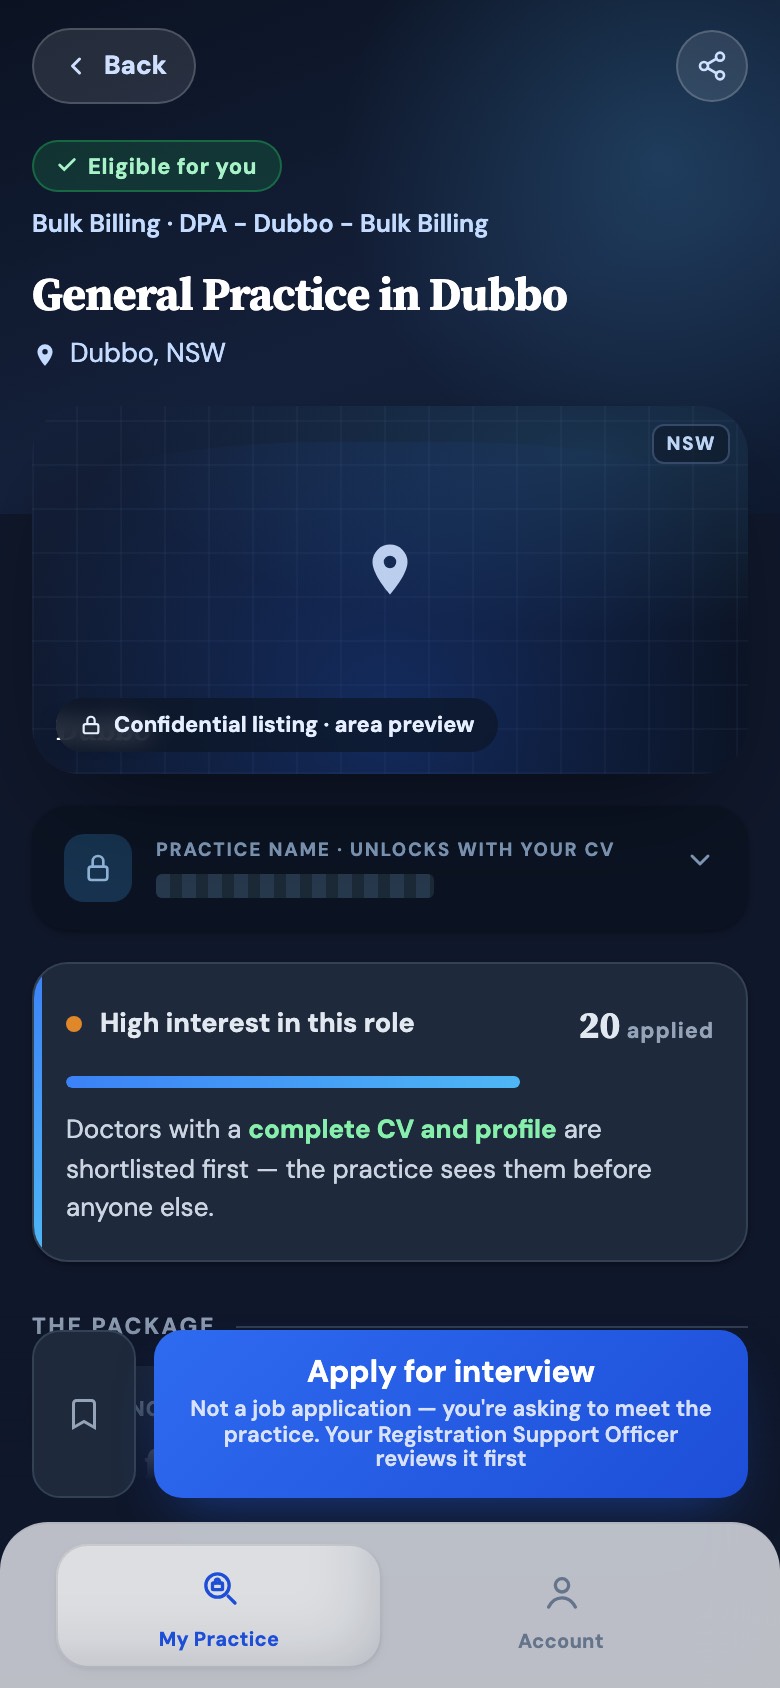 Back
Eligible for you
Bulk Billing · DPA – Dubbo – Bulk Billing
General Practice in Dubbo
Dubbo, NSW
NSW
Confidential listing · area preview
PRACTICE NAME · UNLOCKS WITH YOUR CV
High interest in this role
20 applied
Doctors with a complete CV and profile are
shortlisted first — the practice sees them before
anyone else.
THE PACKAGE
Apply for interview
Not a job application — you're asking to meet the
practice. Your Registration Support Officer
reviews it first
My Practice
Account